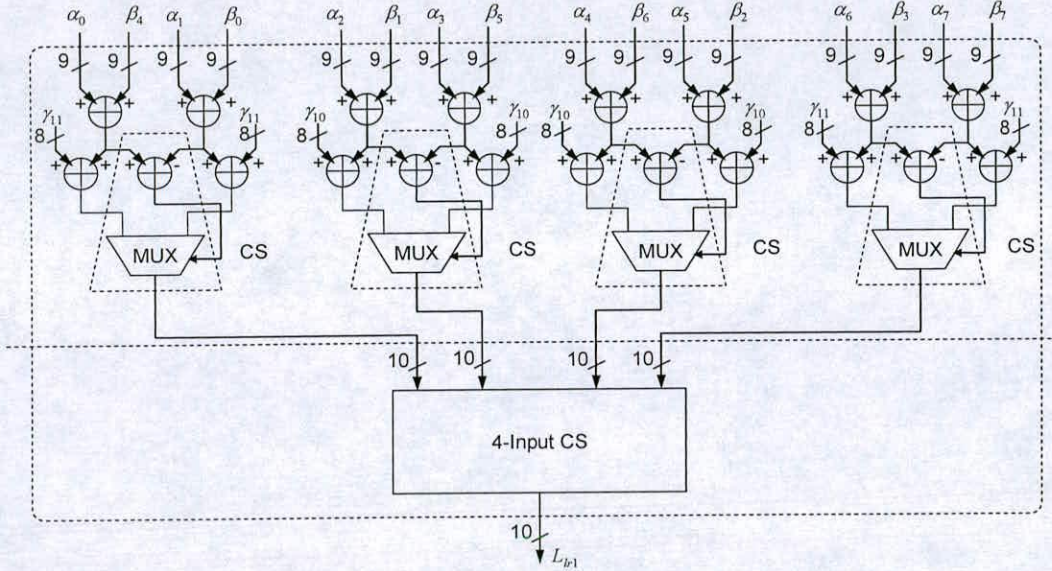 α₀ β₄ α₁ β₀ α₂ β₁ α₃ β₅ α₄ β₆ α₅ β₂ α₆ β₃ α₇ β₇
9 9 9 9 9 9 9 9 9 9 9 9 9 9 9 9
+ + + + + + + + + + + + + + + +
γ₁₁ γ₁₁ γ₁₀ γ₁₀ γ₁₀ γ₁₀ γ₁₁ γ₁₁
8 8 8 8 8 8 8 8
+ + + - + + + + + - + + + + + - + + + + + - + +
MUX CS MUX CS MUX CS MUX CS
10 10 10 10
4-Input CS
10
L_lr1